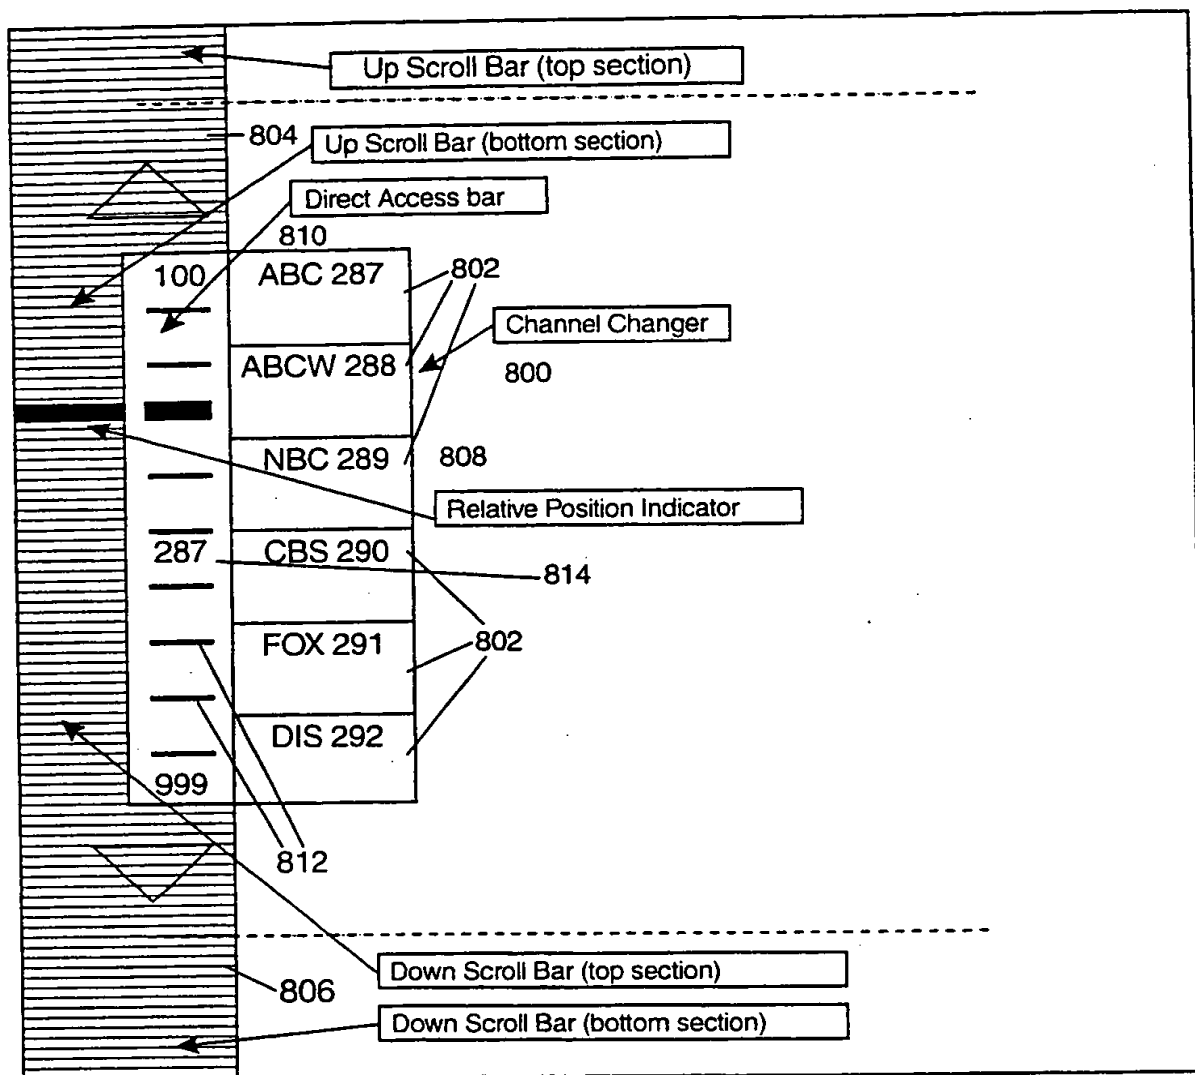 Up Scroll Bar (top section)
804
Up Scroll Bar (bottom section)
Direct Access bar
810
100
ABC 287
802
Channel Changer
ABCW 288
800
NBC 289
808
Relative Position Indicator
287
CBS 290
814
FOX 291
802
DIS 292
999
812
Down Scroll Bar (top section)
806
Down Scroll Bar (bottom section)